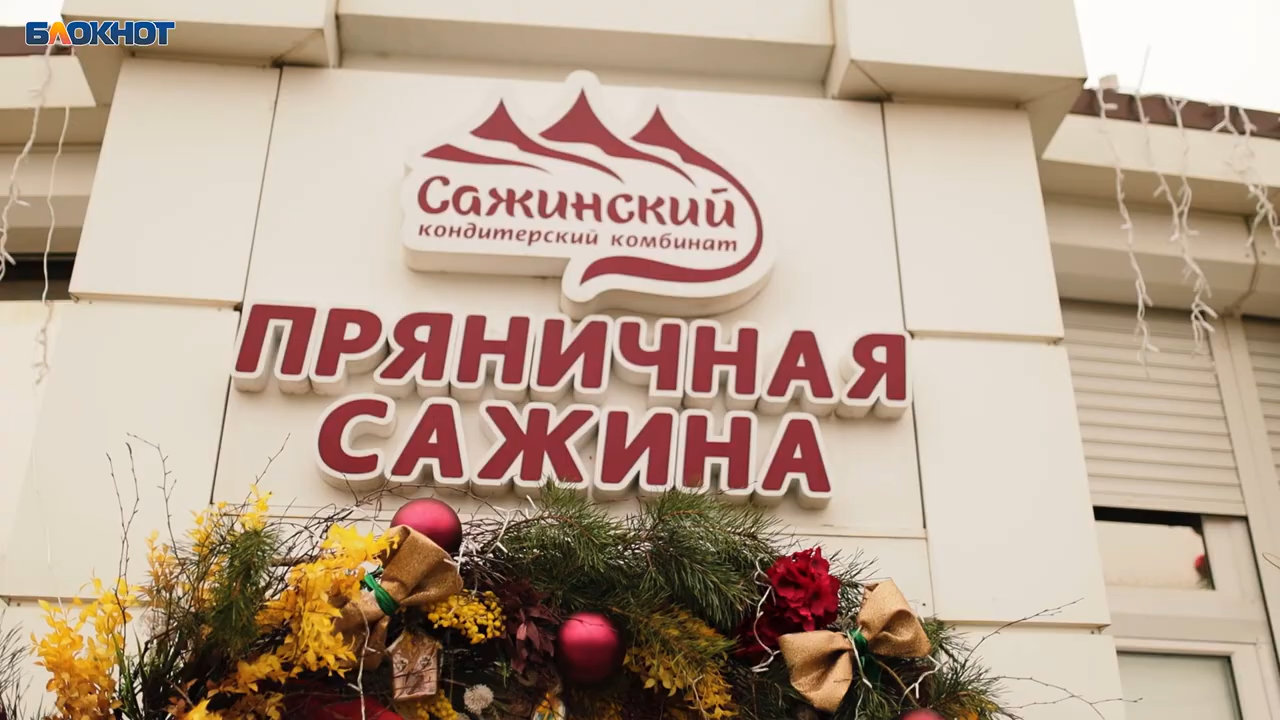 БЛОКНОТ
Сажинский
кондитерский комбинат
ПРЯНИЧНАЯ
САЖИНА